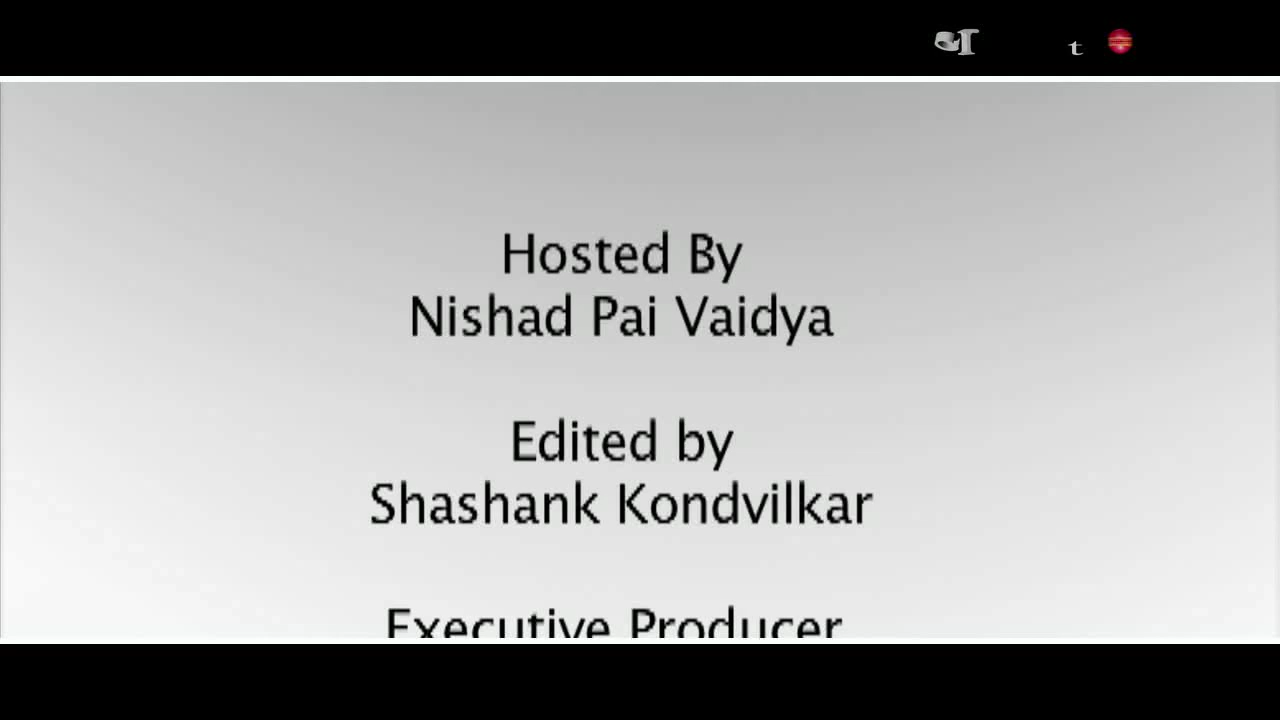 t
Hosted By
Nishad Pai Vaidya
Edited by
Shashank Kondvilkar
Executive Producer